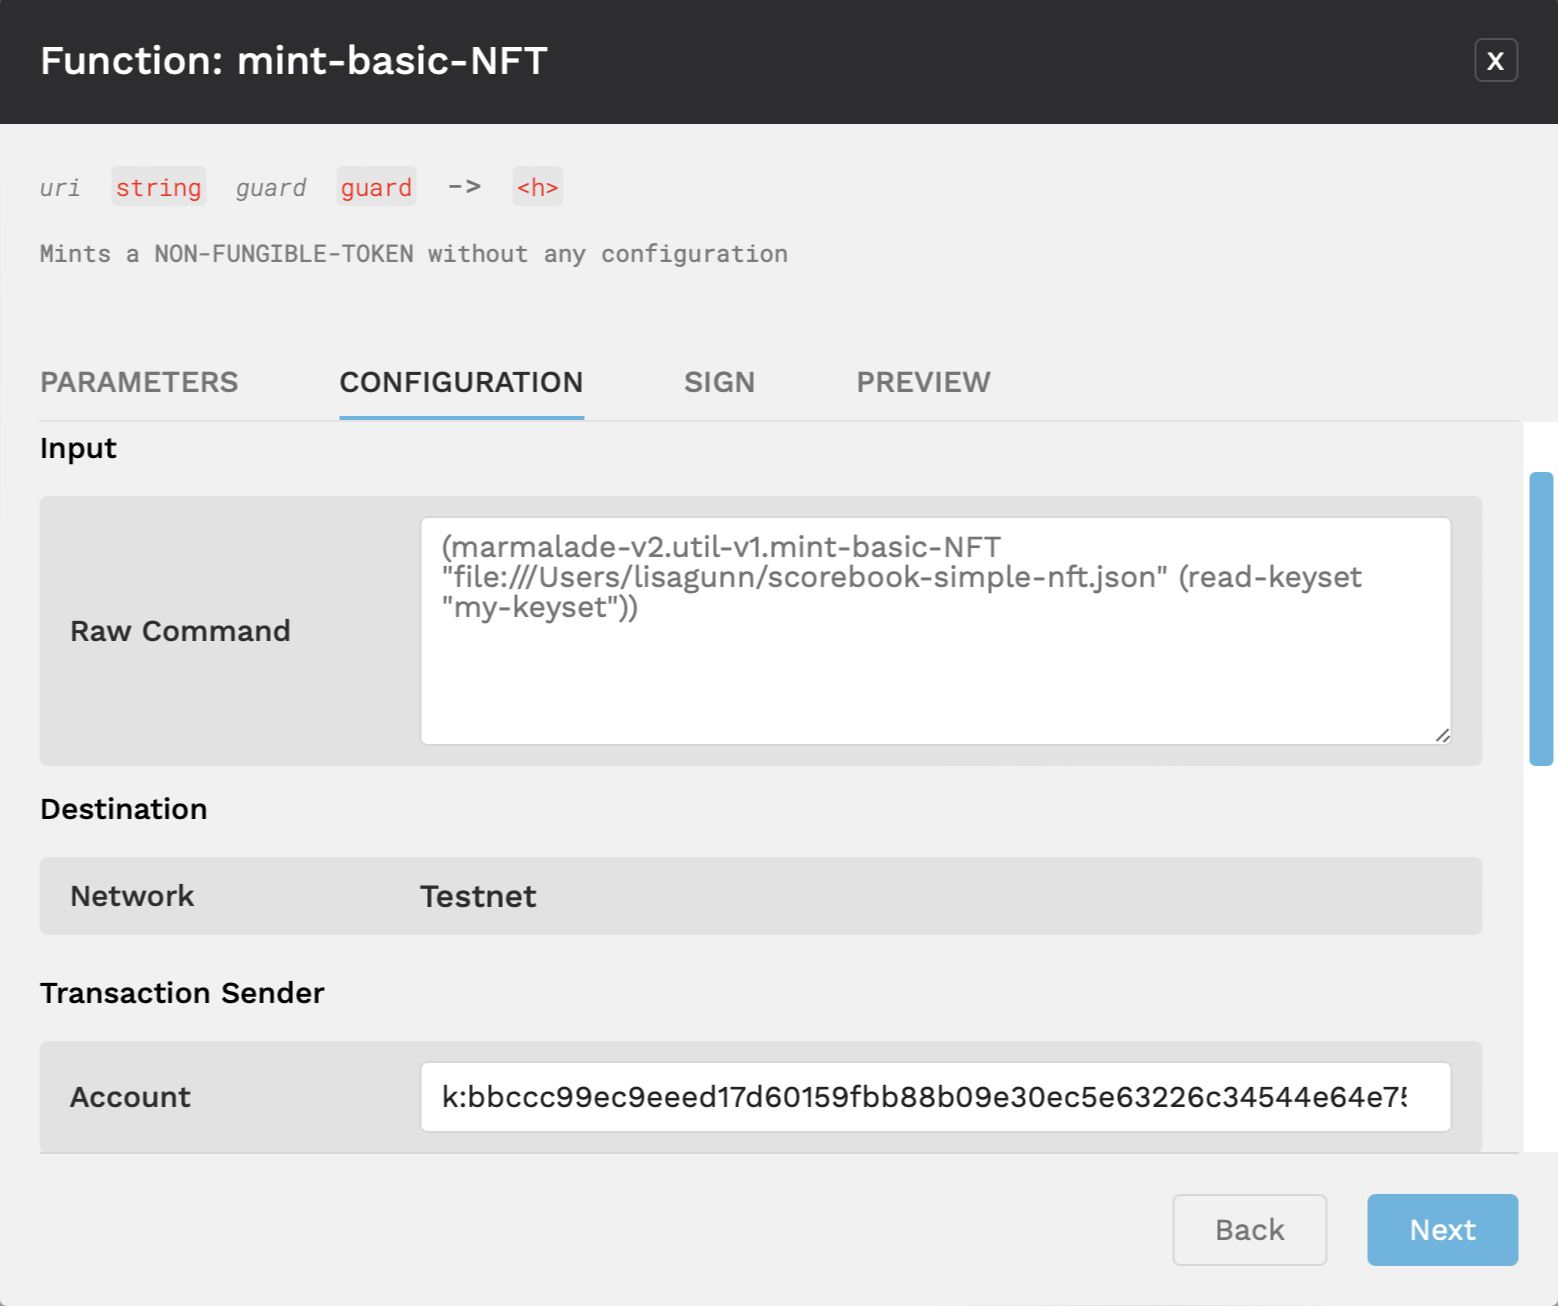 Function: mint-basic-NFT
X
uri string guard guard -> <h>
Mints a NON-FUNGIBLE-TOKEN without any configuration
PARAMETERS CONFIGURATION SIGN PREVIEW
Input
Raw Command
(marmalade-v2.util-v1.mint-basic-NFT
"file:///Users/lisagunn/scorebook-simple-nft.json" (read-keyset
"my-keyset"))
Destination
Network Testnet
Transaction Sender
Account k:bbccc99ec9eeed17d60159fbb88b09e30ec5e63226c34544e64e75
Back Next